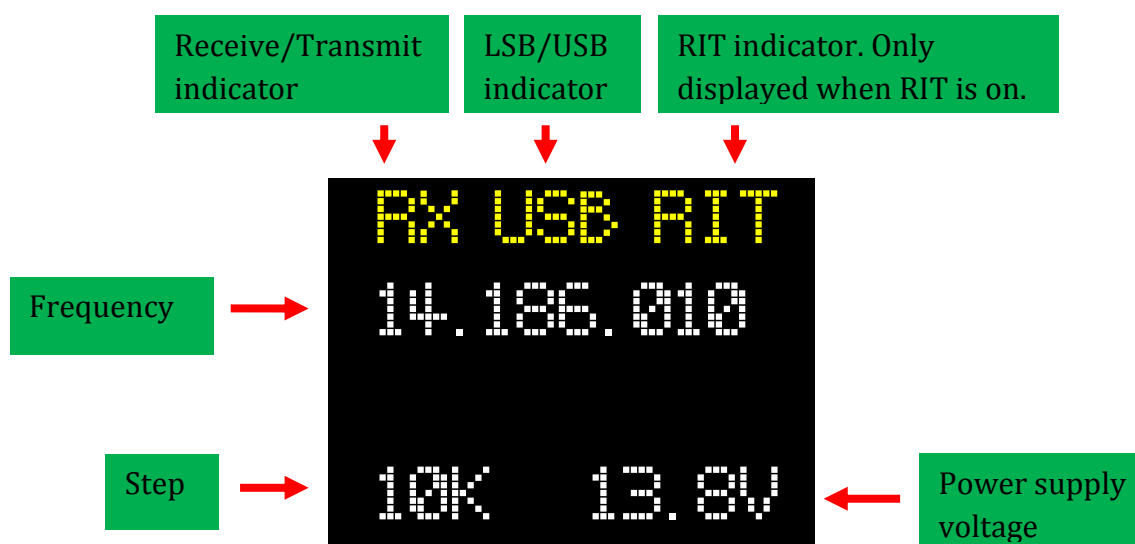 Receive/Transmit
indicator
LSB/USB
indicator
RIT indicator. Only
displayed when RIT is on.
RX USB RIT
Frequency
14.186.010
Step
10K 13.8V
Power supply
voltage